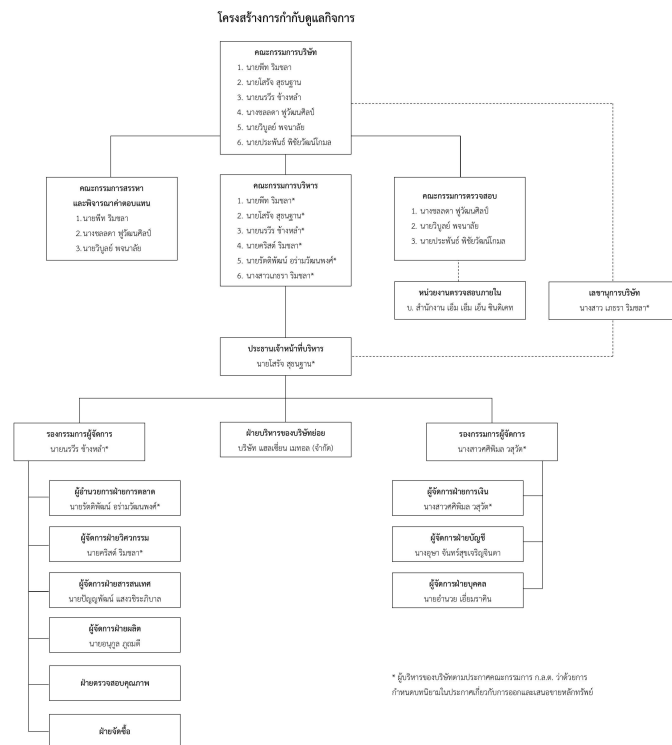 โครงสร้างการกำกับดูแลกิจการ
คณะกรรมการบริษัท
1. นายพีท ริมชลา
2. นายโสรัจ สุธนฐาน
3. นายนรวีร ช้างหลำ
4. นางชลลดา ฟูวัฒนศิลป์
5. นายวิบูลย์ พจนาลัย
6. นายประพันธ์ พิชัยวัฒน์โกมล
คณะกรรมการสรรหา
และพิจารณาค่าตอบแทน
1.นายพีท ริมชลา
2.นางชลลดา ฟูวัฒนศิลป์
3.นายวิบูลย์ พจนาลัย
คณะกรรมการบริหาร
1. นายพีท ริมชลา*
2. นายโสรัจ สุธนฐาน*
3. นายนรวีร ช้างหลำ*
4. นายคริสต์ ริมชลา*
5. นายรัตติพัฒน์ อร่ามวัฒนพงศ์*
6. นางสาวเภธรา ริมชลา*
คณะกรรมการตรวจสอบ
1. นางชลลดา ฟูวัฒนศิลป์
2. นายวิบูลย์ พจนาลัย
3. นายประพันธ์ พิชัยวัฒน์โกมล
หน่วยงานตรวจสอบภายใน
บ. สำนักงาน เอ็ม เอ็ม เอ็น ซินดิเคท
เลขานุการบริษัท
นางสาว เภธรา ริมชลา*
ประธานเจ้าหน้าที่บริหาร
นายโสรัจ สุธนฐาน*
รองกรรมการผู้จัดการ
นายนรวีร ช้างหลำ*
ฝ่ายบริหารของบริษัทย่อย
บริษัท แฮลเซี่ยน เมทอล (จำกัด)
รองกรรมการผู้จัดการ
นางสาวศศิพิมล วสุวัต*
ผู้อำนวยการฝ่ายการตลาด
นายรัตติพัฒน์ อร่ามวัฒนพงศ์*
ผู้จัดการฝ่ายวิศวกรรม
นายคริสต์ ริมชลา*
ผู้จัดการฝ่ายสารสนเทศ
นายปัญญพัฒน์ แสงวชิระภิบาล
ผู้จัดการฝ่ายผลิต
นายอนุกูล ภูถมดี
ฝ่ายตรวจสอบคุณภาพ
ฝ่ายจัดซื้อ
ผู้จัดการฝ่ายการเงิน
นางสาวศศิพิมล วสุวัต*
ผู้จัดการฝ่ายบัญชี
นางอุษา จันทร์สุขเจริญจินดา
ผู้จัดการฝ่ายบุคคล
นายอำนวย เอี่ยมราคิน
* ผู้บริหารของบริษัทตามประกาศคณะกรรมการ ก.ล.ต. ว่าด้วยการ
กำหนดบทนิยามในประกาศเกี่ยวกับการออกและเสนอขายหลักทรัพย์